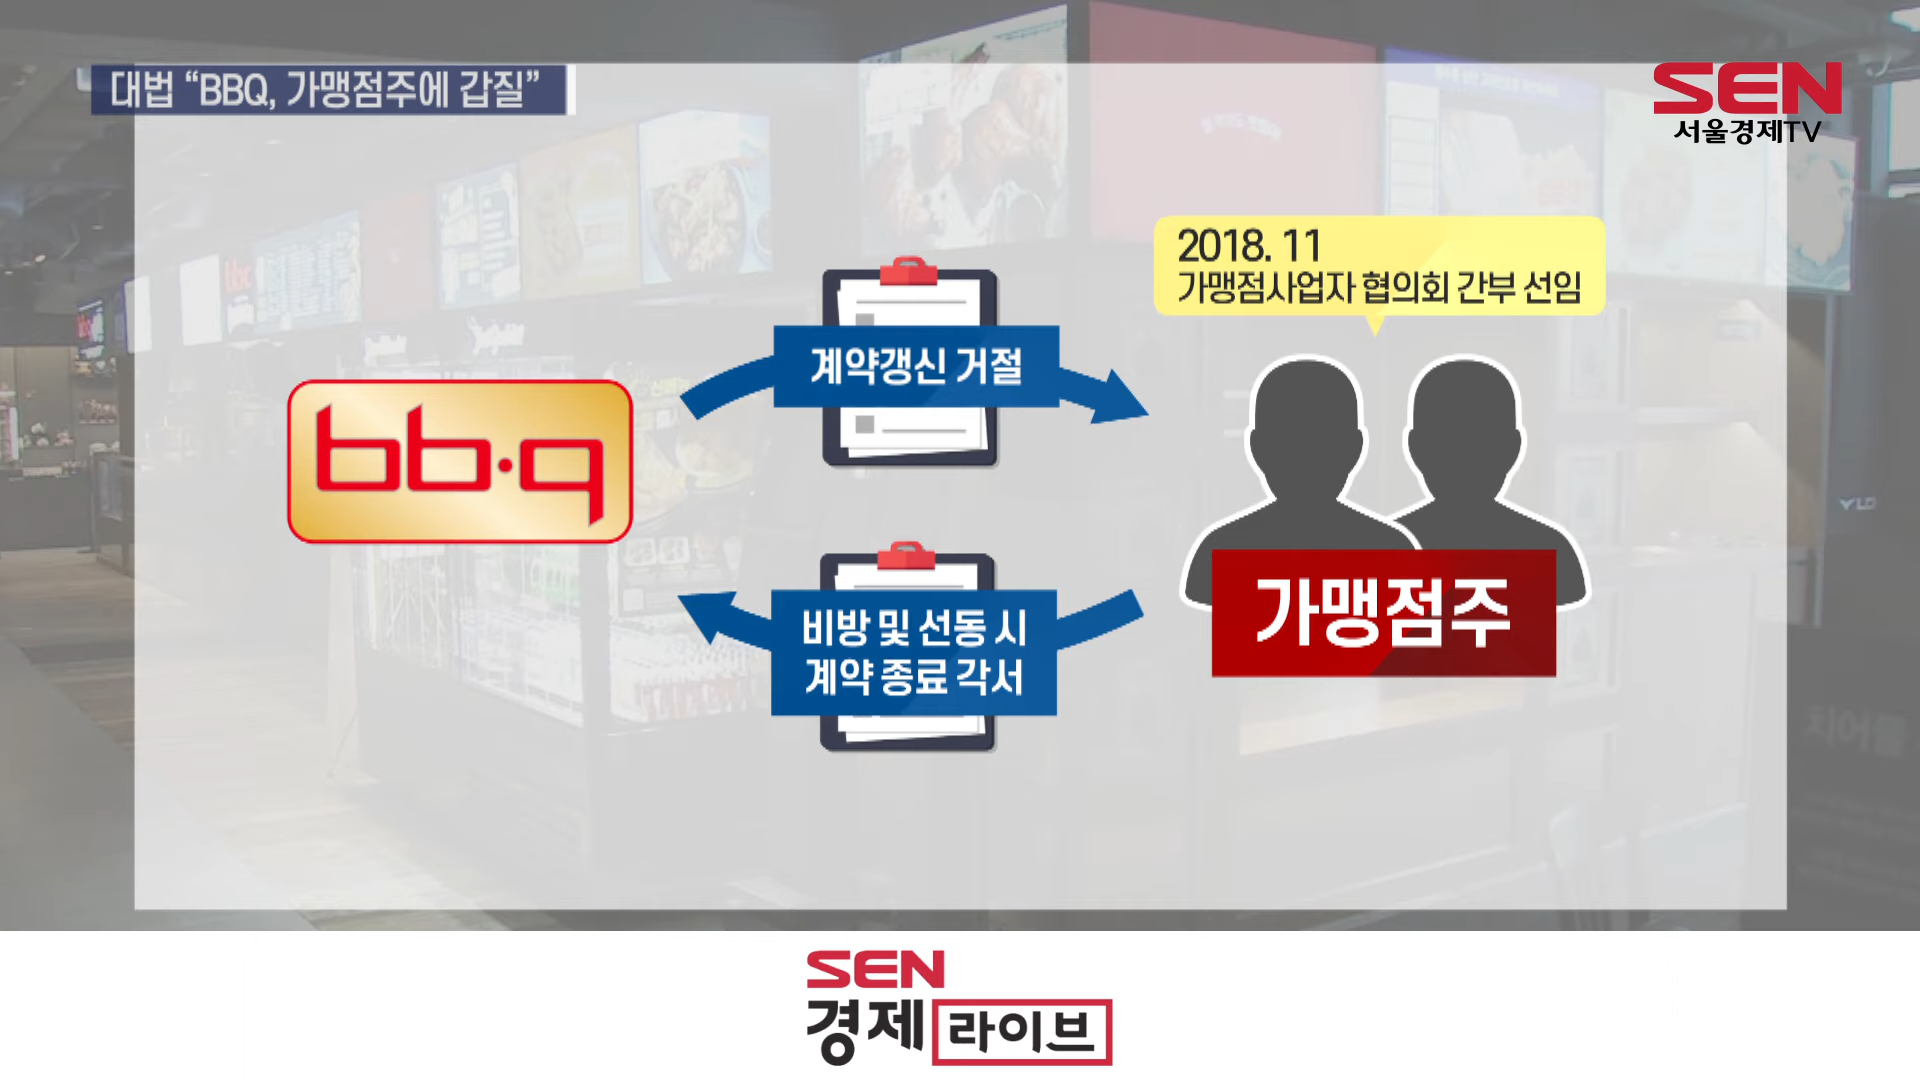 대법 “BBQ, 가맹점주에 갑질”
SEN
서울경제TV
2018. 11
가맹점사업자 협의회 간부 선임
계약갱신 거절
bb·q
비방 및 선동 시
계약 종료 각서
가맹점주
SEN
경제 라이브